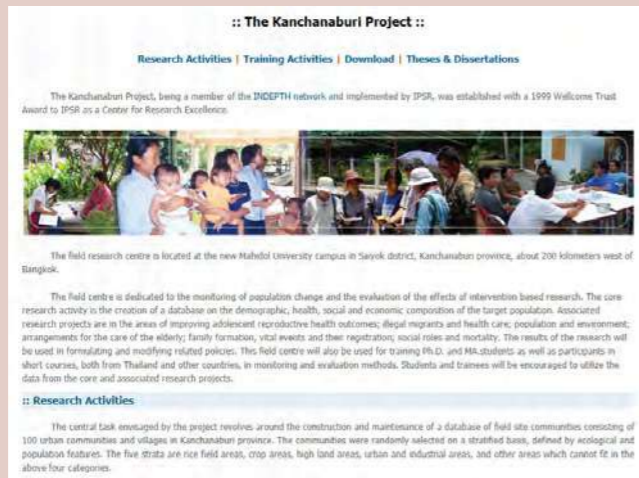 :: The Kanchanaburi Project ::
Research Activities | Training Activities | Download | Theses & Dissertations
The Kanchanaburi Project, being a member of the INDEPTH network and implemented by IPSR, was established with a 1999 Wellcome Trust
Award to IPSR as a Center for Research Excellence.
The field research centre is located at the new Mahidol University campus in Saiyok district, Kanchanaburi province, about 200 kilometers west of
Bangkok.
The field centre is dedicated to the monitoring of population change and the evaluation of the effects of intervention based research. The core
research activity is the creation of a database on the demographic, health, social and economic composition of the target population. Associated
research projects are in the areas of improving adolescent reproductive health outcomes; illegal migrants and health care; population and environment;
arrangements for the care of the elderly; family formation, vital events and their registration; social roles and mortality. The results of the research will
be used in formulating and modifying related policies. This field centre will also be used for training Ph.D. and MA.students as well as participants in
short courses, both from Thailand and other countries, in monitoring and evaluation methods. Students and trainees will be encouraged to utilize the
data from the core and associated research projects.
:: Research Activities
The central task envisaged by the project revolves around the construction and maintenance of a database of field site communities consisting of
100 urban communities and villages in Kanchanaburi province. The communities were randomly selected on a stratified basis, defined by ecological and
population features. The five strata are rice field areas, crop areas, high land areas, urban and industrial areas, and other areas which cannot fit in the
above four categories.